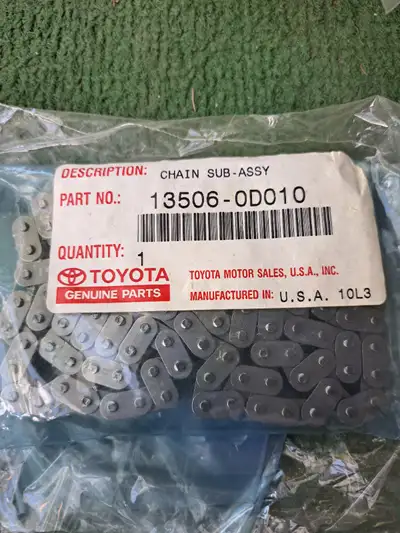 DESCRIPTION: CHAIN SUB-ASSY
PART NO.: 13506-0D010
QUANTITY: 1
TOYOTA TOYOTA MOTOR SALES, U.S.A., INC.
GENUINE PARTS MANUFACTURED IN: U.S.A. 10L3